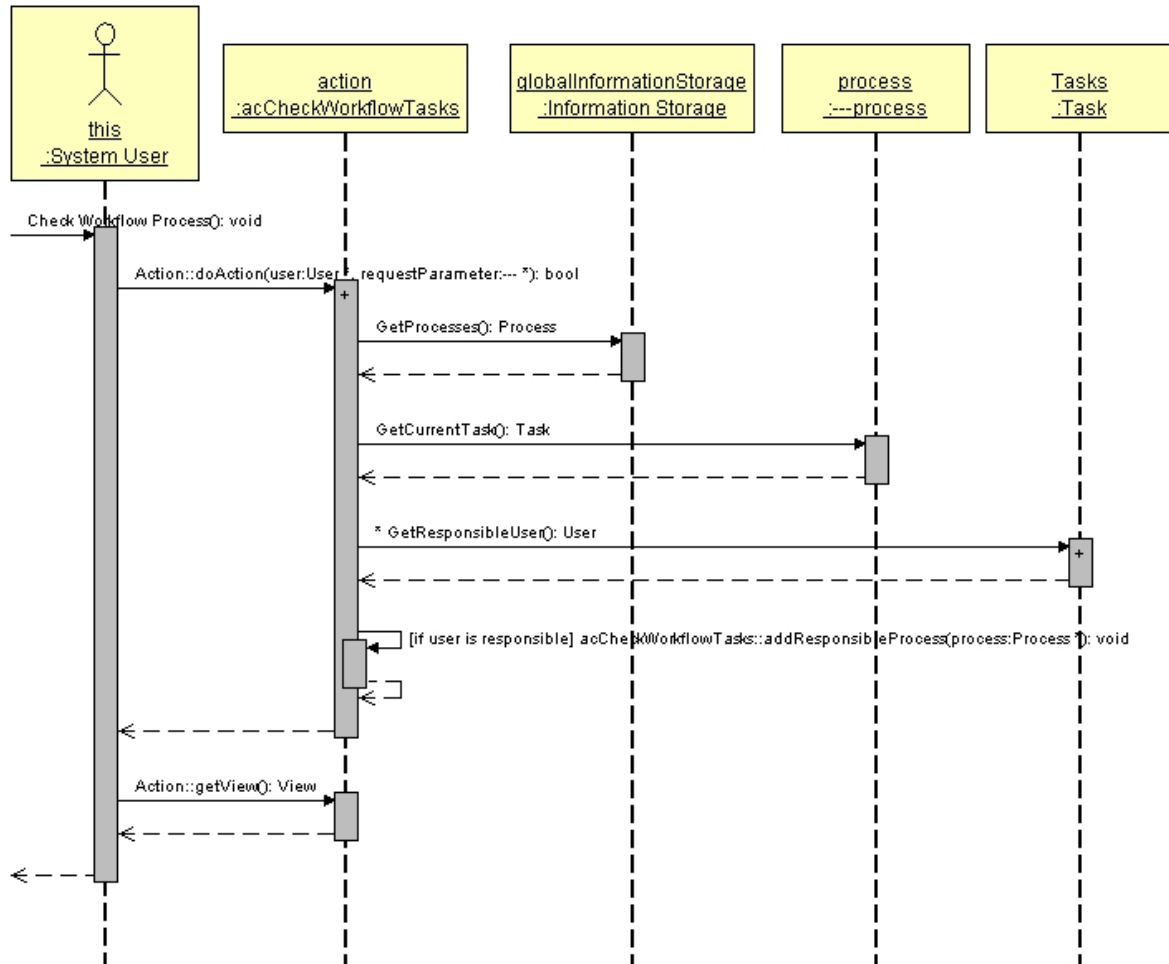 this
:System User
action
:acCheckWorkflowTasks
globalInformationStorage
:Information Storage
process
:---process
Tasks
:Task
Check Workflow Process(): void
Action::doAction(user:User *, requestParameter:--- *): bool
+
GetProcesses(): Process
GetCurrentTask(): Task
* GetResponsibleUser(): User
+
[if user is responsible] acCheckWorkflowTasks::addResponsibleProcess(process:Process *): void
Action::getView(): View